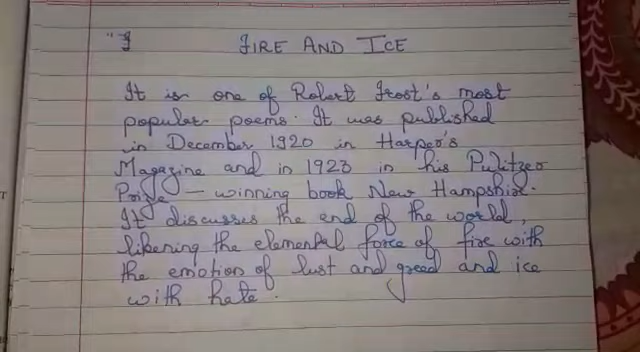 FIRE AND ICE
It is one of Robert Frost's most
popular poems. It was published
in December 1920 in Harper's
Magazine and in 1923 in his Pulitzer
Prize - winning book New Hampshire.
It discusses the end of the world,
likening the elemental force of fire with
the emotion of lust and greed and ice
with hate.